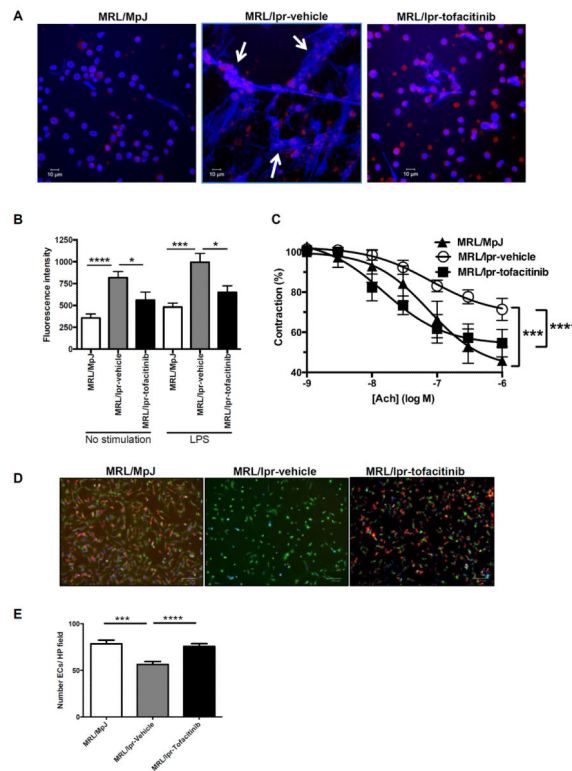 A
MRL/MpJ MRL/lpr-vehicle MRL/lpr-tofacitinib
10 µm 10 µm 10 µm
B
Fluorescence intensity
1250
1000
750
500
250
0
**** * *** *
MRL/MpJ
MRL/lpr-vehicle
MRL/lpr-tofacitinib
MRL/MpJ
MRL/lpr-vehicle
MRL/lpr-tofacitinib
No stimulation LPS
C
Contraction (%)
100
80
60
40
MRL/MpJ
MRL/lpr-vehicle
MRL/lpr-tofacitinib
***
****
-9 -8 -7 -6
[Ach] (log M)
D
MRL/MpJ MRL/lpr-vehicle MRL/lpr-tofacitinib
E
Number ECs/ HP field
100
50
0
*** ****
MRL/MpJ
MRL/lpr-Vehicle
MRL/lpr-Tofacitinib